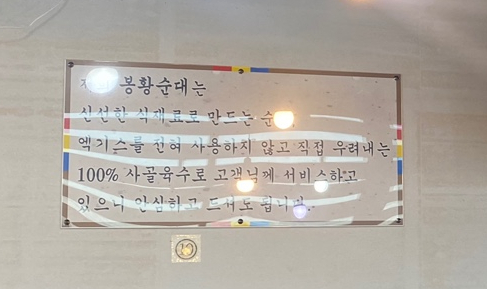 봉황순대는
신선한 식재료로 만드는
엑기스를 전혀 사용하지 않고 직접 우려내는
100% 사골육수로 고객님께 서비스하고
있으니 안심하고 드셔도 됩니다.